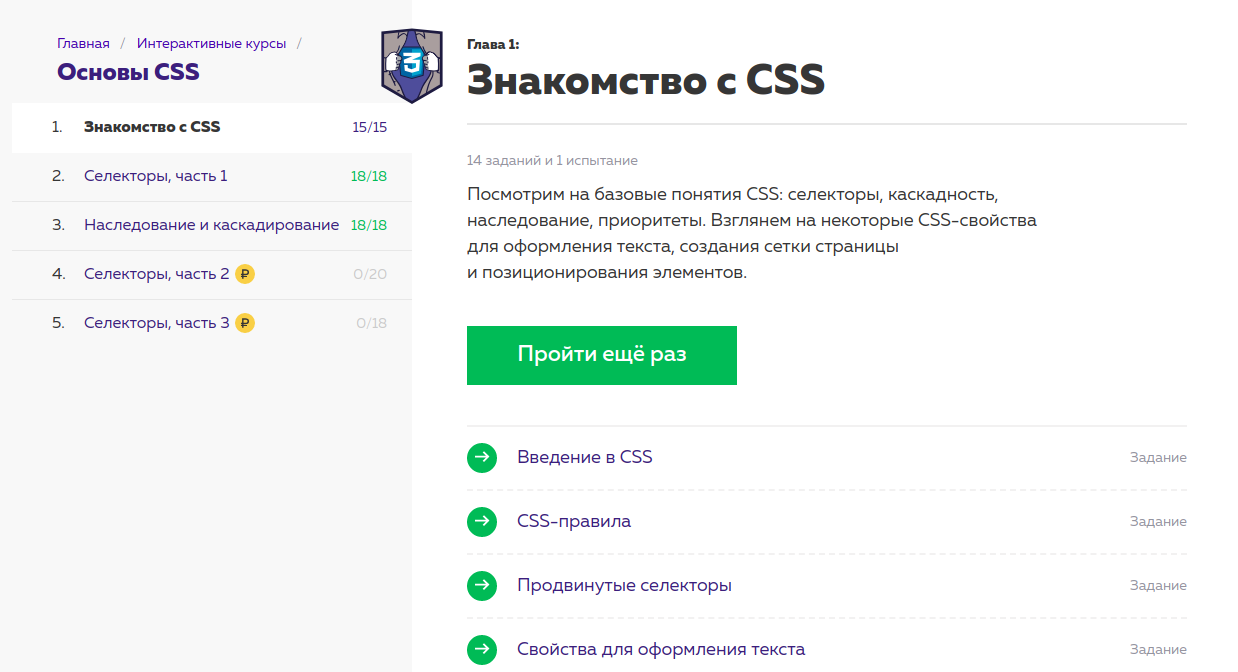 Главная / Интерактивные курсы /
Основы CSS
1. Знакомство с CSS 15/15
2. Селекторы, часть 1 18/18
3. Наследование и каскадирование 18/18
4. Селекторы, часть 2 ₽ 0/20
5. Селекторы, часть 3 ₽ 0/18
3
Глава 1:
Знакомство с CSS
14 заданий и 1 испытание
Посмотрим на базовые понятия CSS: селекторы, каскадность,
наследование, приоритеты. Взглянем на некоторые CSS-свойства
для оформления текста, создания сетки страницы
и позиционирования элементов.
Пройти ещё раз
Введение в CSS Задание
CSS-правила Задание
Продвинутые селекторы Задание
Свойства для оформления текста Задание